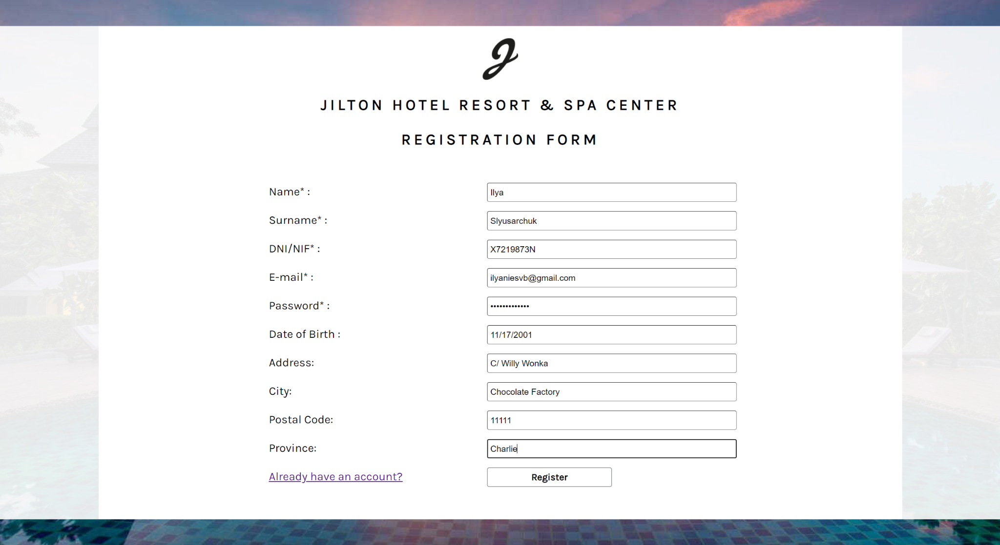 J
JILTON HOTEL RESORT & SPA CENTER
REGISTRATION FORM
Name* : Ilya
Surname* : Slyusarchuk
DNI/NIF* : X7219873N
E-mail* : ilyaniesvb@gmail.com
Password* : •••••••••••••
Date of Birth : 11/17/2001
Address: C/ Willy Wonka
City: Chocolate Factory
Postal Code: 11111
Province: Charlie
Already have an account? Register